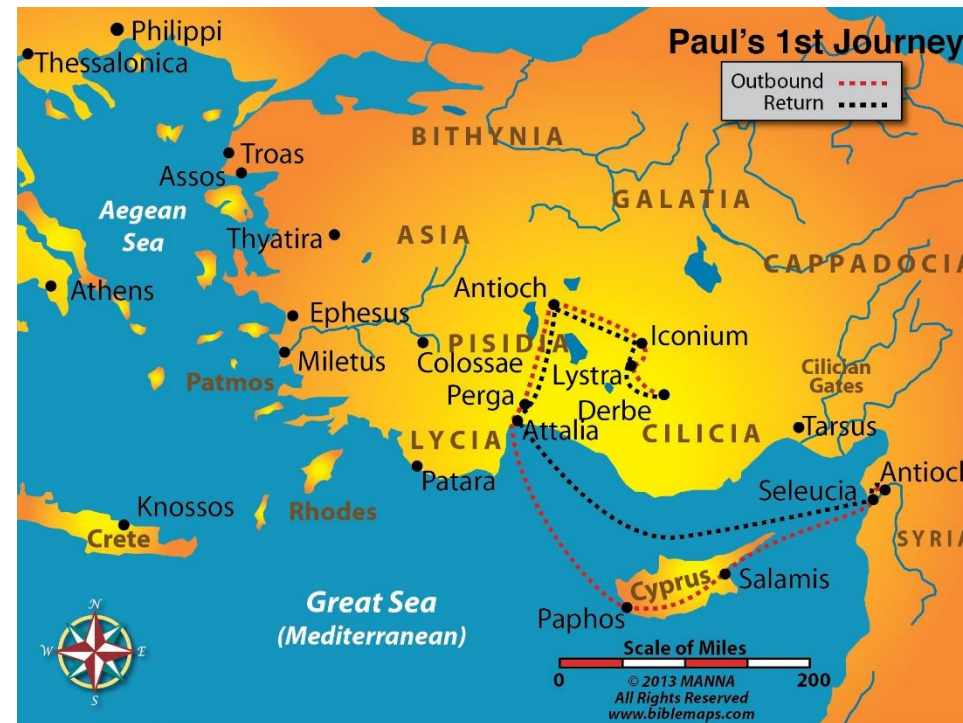 Paul's 1st Journey
Outbound
Return
Philippi
Thessalonica
BITHYNIA
Troas
Assos
GALATIA
Aegean
Sea
Thyatira
ASIA
CAPPADOCIA
Athens
Antioch
Ephesus
Iconium
PISIDIA
Miletus
Colossae
Lystra
Cilician
Gates
Patmos
Perga
Derbe
Attalia
Tarsus
LYCIA
CILICIA
Patara
Antioch
Seleucia
Knossos
Rhodes
Crete
SYRIA
Cyprus
Salamis
Great Sea
(Mediterranean)
Paphos
N
W
E
S
Scale of Miles
0
200
© 2013 MANNA
All Rights Reserved
www.biblemaps.com